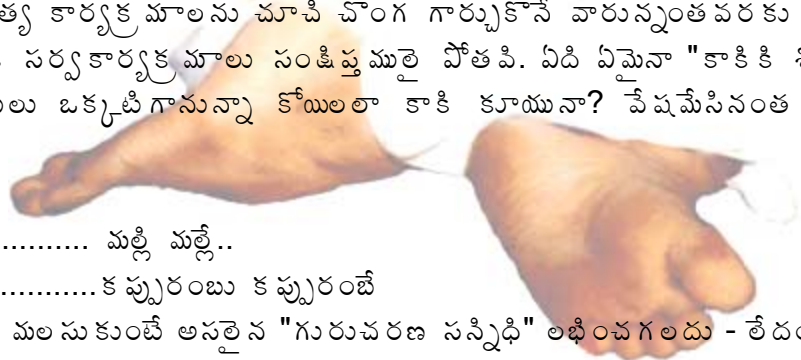 త్య కార్యక్రమాలను చూచి చొంగ గార్చుకొనే వారున్నంతవరకు
సర్వకార్యక్రమాలు సంక్షిప్తములై పోతవి. ఏది ఏమైనా "కాకికి
ఒక్కటిగానున్నా కోయిలలా కాకి కూయునా? వేషమేసినంత
.......... మల్లి మల్లే..
...........కప్పురంబు కప్పురంబే
మలసుకుంటే అసలైన "గురుచరణ సన్నిధి" లభించగలదు -